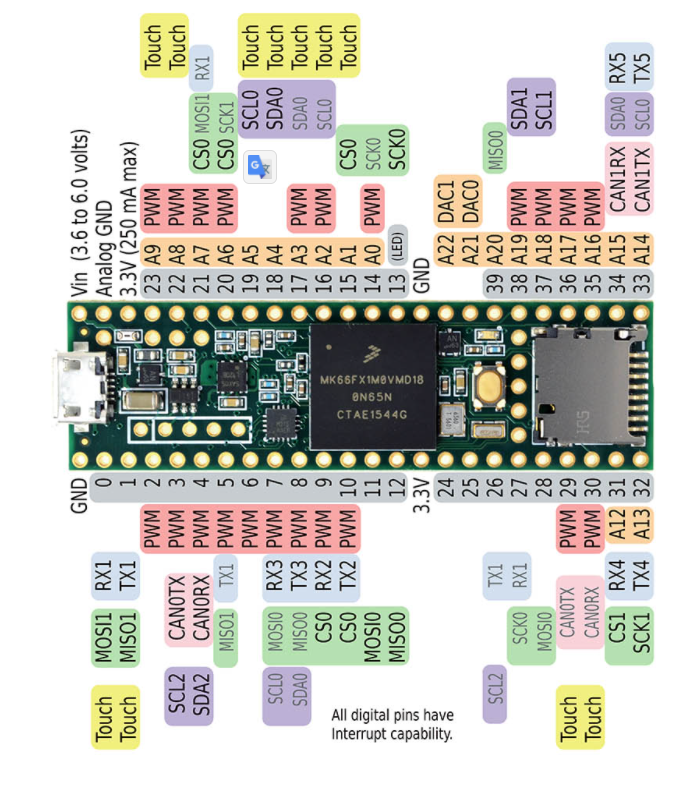 Touch
Touch
RX1
Touch
Touch
Touch
Touch
Touch
RX5
TX5
CS0 MOSI1
CS0 SCK1
SCL0
SDA0
SDA0
SCL0
CS0
SCK0
SCK0
MISO0
SDA1
SCL1
SDA0
SCL0
CAN1RX
CAN1TX
Vin (3.6 to 6.0 volts)
Analog GND
3.3V (250 mA max)
PWM
PWM
PWM
PWM
PWM
PWM
PWM
DAC1
DAC0
PWM
PWM
PWM
PWM
A9
A8
A7
A6
A5
A4
A3
A2
A1
A0
(LED)
GND
A22
A21
A20
A19
A18
A17
A16
A15
A14
23
22
21
20
19
18
17
16
15
14
13
39
38
37
36
35
34
33
MK66FX1M0VMD18
0N65N
CTAE1544G
GND
0
1
2
3
4
5
6
7
8
9
10
11
12
3.3V
24
25
26
27
28
29
30
31
32
PWM
PWM
PWM
PWM
PWM
PWM
PWM
PWM
PWM
PWM
PWM
A12
A13
RX1
TX1
CAN0TX
CAN0RX
TX1
RX3
TX3
RX2
TX2
TX1
RX1
CAN0TX
CAN0RX
RX4
TX4
MOSI1
MISO1
MISO1
MOSI0
MISO0
CS0
CS0
MOSI0
MISO0
SCK0
MOSI0
CS1
SCK1
SCL2
SDA2
SCL0
SDA0
SCL2
Touch
Touch
Touch
Touch
All digital pins have
Interrupt capability.